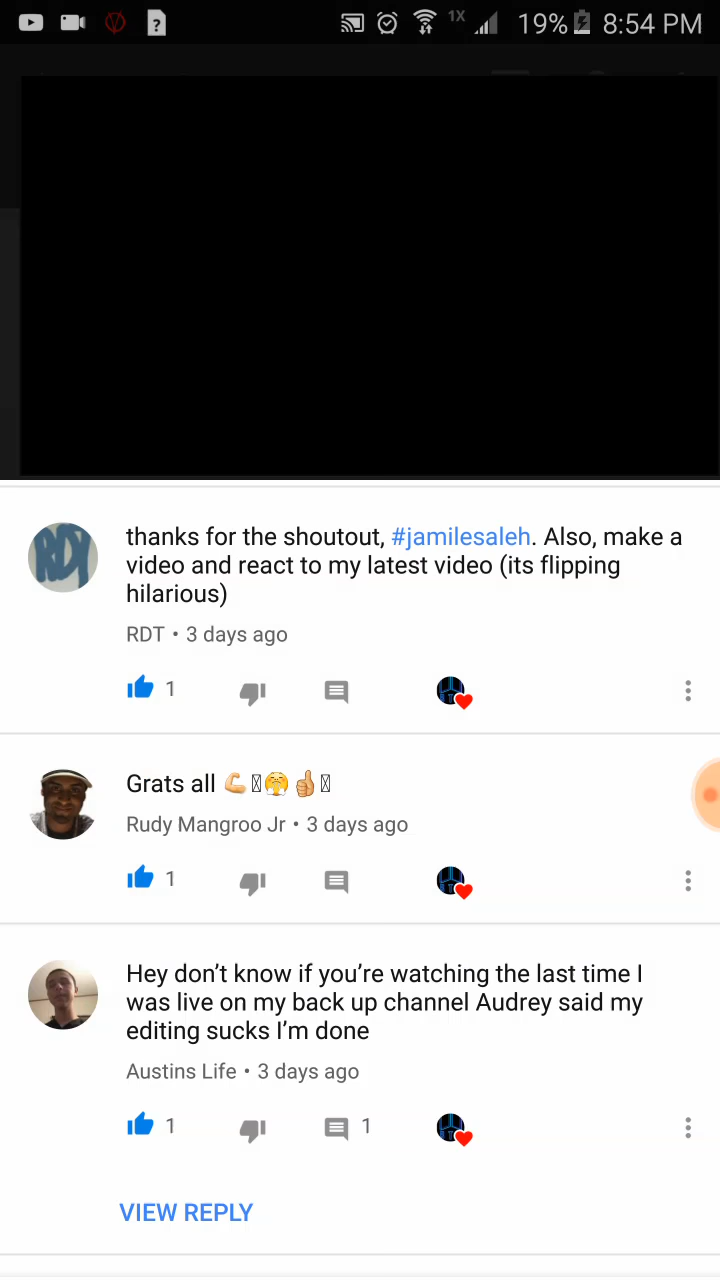 1X 19% 8:54 PM
RDT
thanks for the shoutout, #jamilesaleh. Also, make a
video and react to my latest video (its flipping
hilarious)
RDT • 3 days ago
1
Grats all 💪▯😤👍▯
Rudy Mangroo Jr • 3 days ago
1
Hey don’t know if you’re watching the last time I
was live on my back up channel Audrey said my
editing sucks I’m done
Austins Life • 3 days ago
1 1
VIEW REPLY